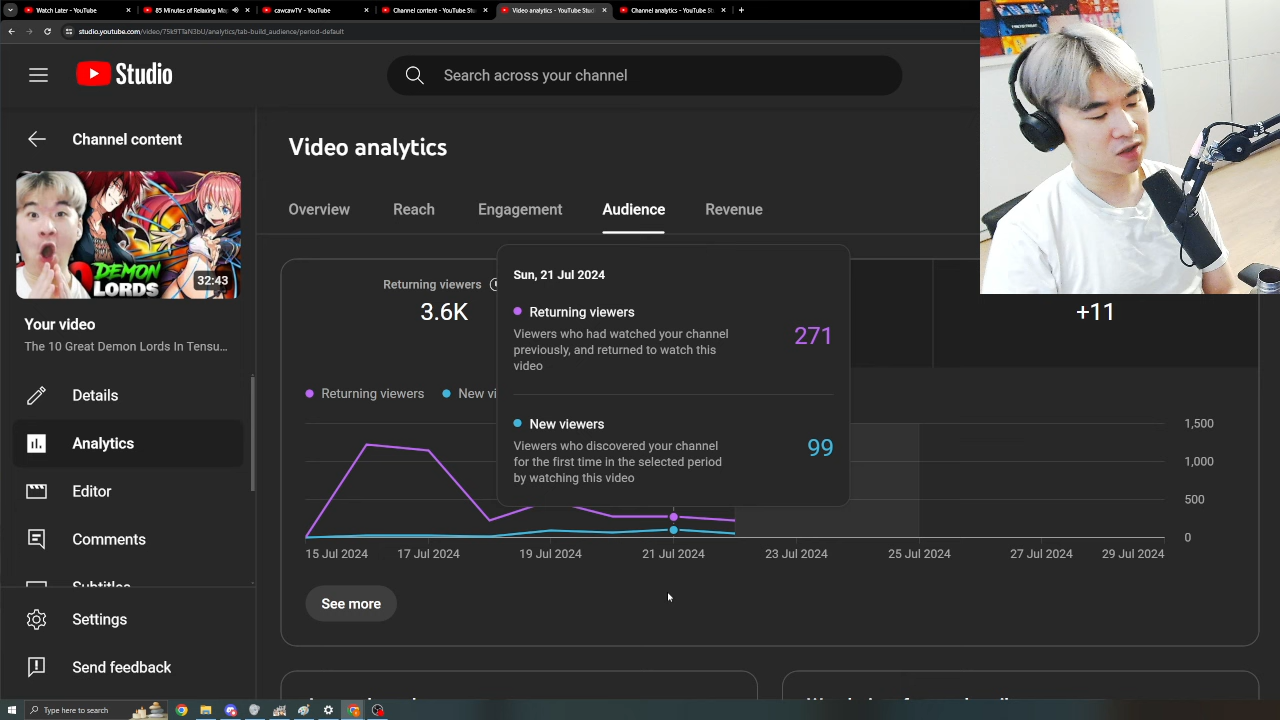 Watch Later - YouTube
85 Minutes of Relaxing Ma
cawcawTV - YouTube
Channel content - YouTube Stu
Video analytics - YouTube Studi
Channel analytics - YouTube St
studio.youtube.com/video/7Sk9TTaN3bU/analytics/tab-build_audience/period-default
Studio
Search across your channel
Channel content
DEMON
LORDS
32:43
Your video
The 10 Great Demon Lords In Tensu...
Details
Analytics
Editor
Comments
Subtitles
Settings
Send feedback
Video analytics
Overview
Reach
Engagement
Audience
Revenue
Returning viewers
3.6K
+11
Returning viewers
New vi
Sun, 21 Jul 2024
Returning viewers
271
Viewers who had watched your channel
previously, and returned to watch this
video
New viewers
99
Viewers who discovered your channel
for the first time in the selected period
by watching this video
1,500
1,000
500
0
15 Jul 2024
17 Jul 2024
19 Jul 2024
21 Jul 2024
23 Jul 2024
25 Jul 2024
27 Jul 2024
29 Jul 2024
See more
Type here to search